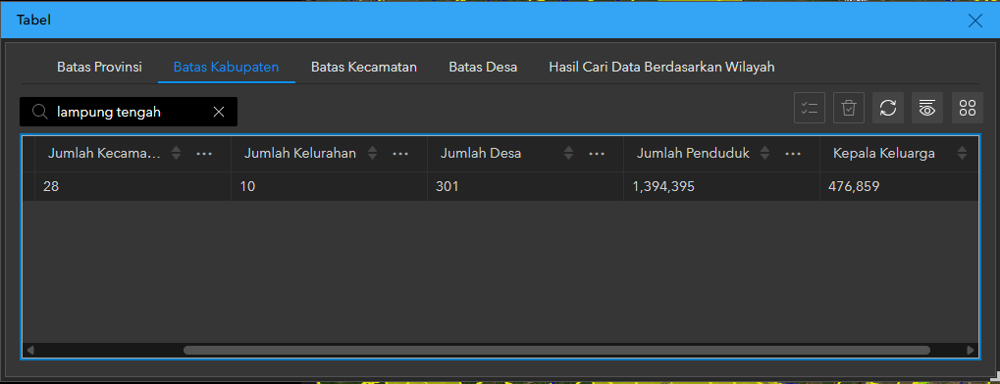 Tabel
Batas Provinsi Batas Kabupaten Batas Kecamatan Batas Desa Hasil Cari Data Berdasarkan Wilayah
lampung tengah
Jumlah Kecama... Jumlah Kelurahan Jumlah Desa Jumlah Penduduk Kepala Keluarga
28 10 301 1,394,395 476,859